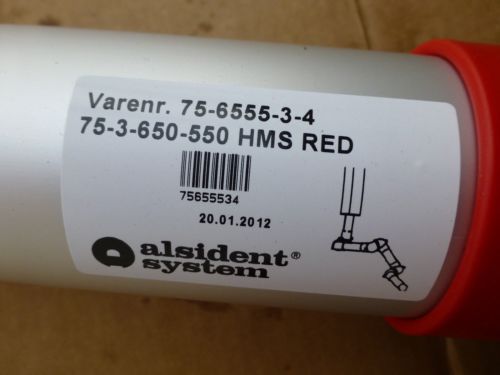 Varenr. 75-6555-3-4
75-3-650-550 HMS RED
75655534
20.01.2012
alsident®
system